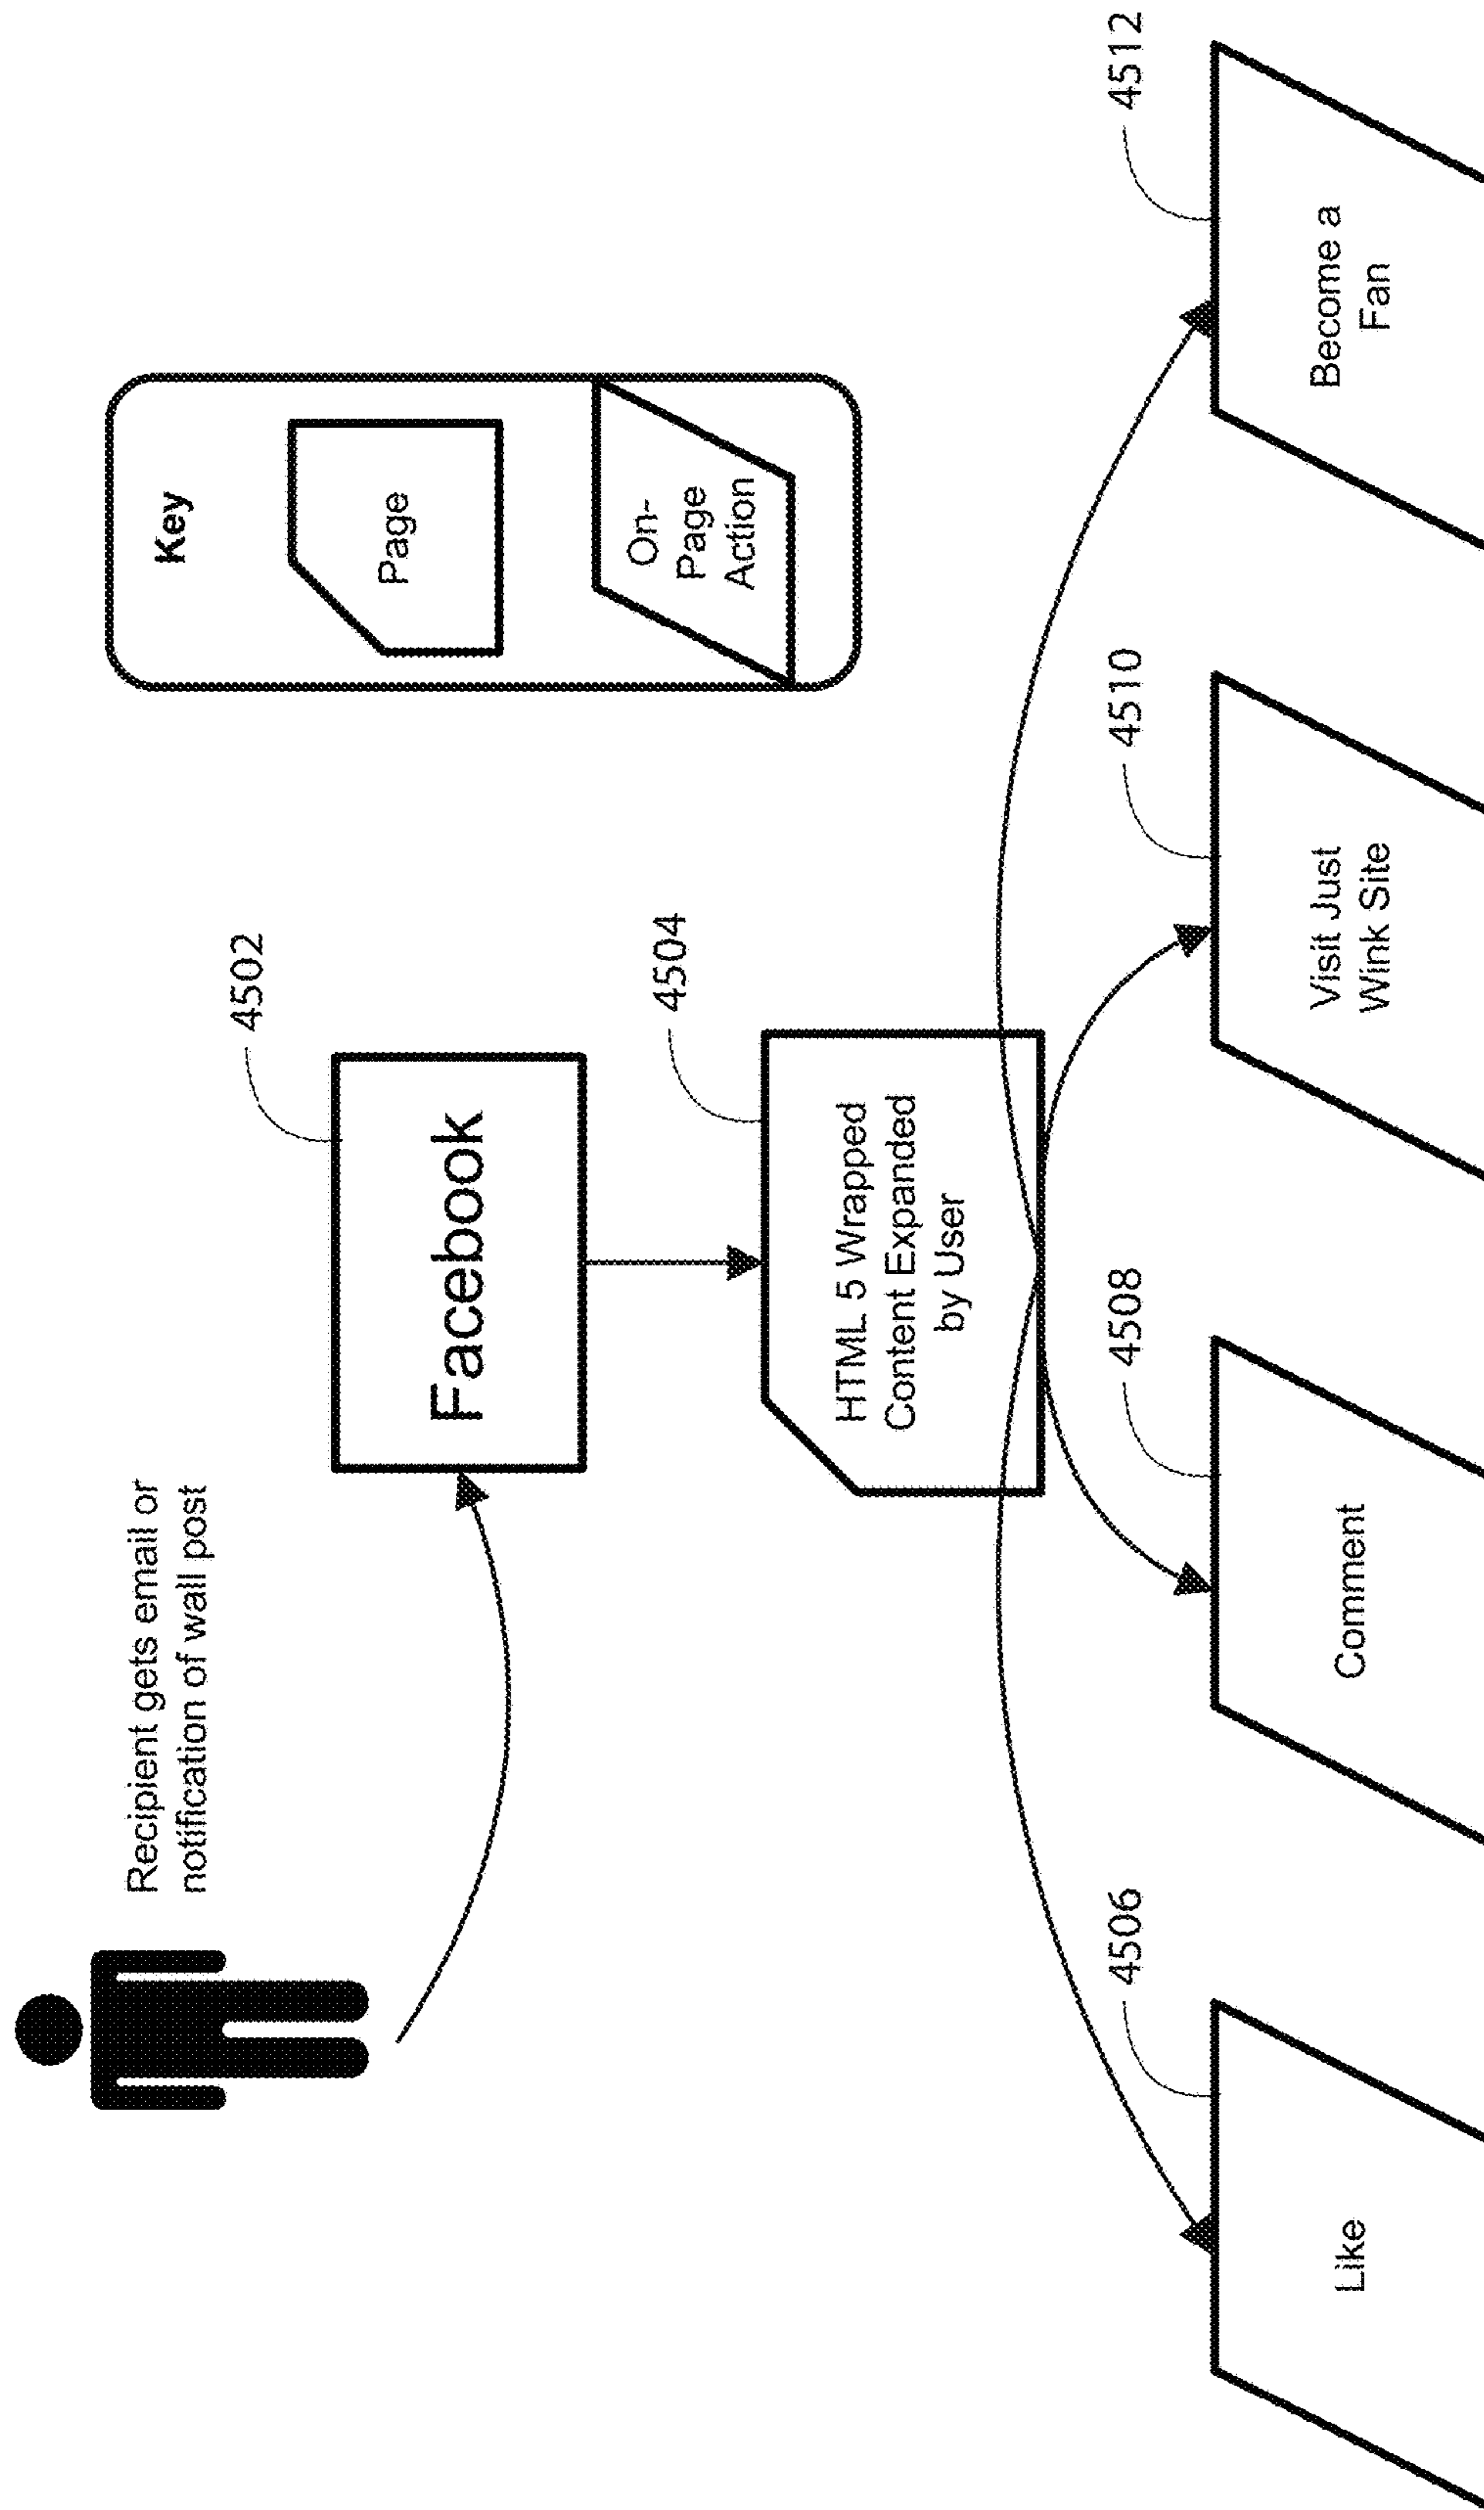 Recipient gets email or
notification of wall post
4502
Facebook
4504
HTML 5 Wrapped
Content Expanded
by User
Key
Page
On-
Page
Action
4506
Like
4508
Comment
4510
Visit Just
Wink Site
4512
Become a
Fan